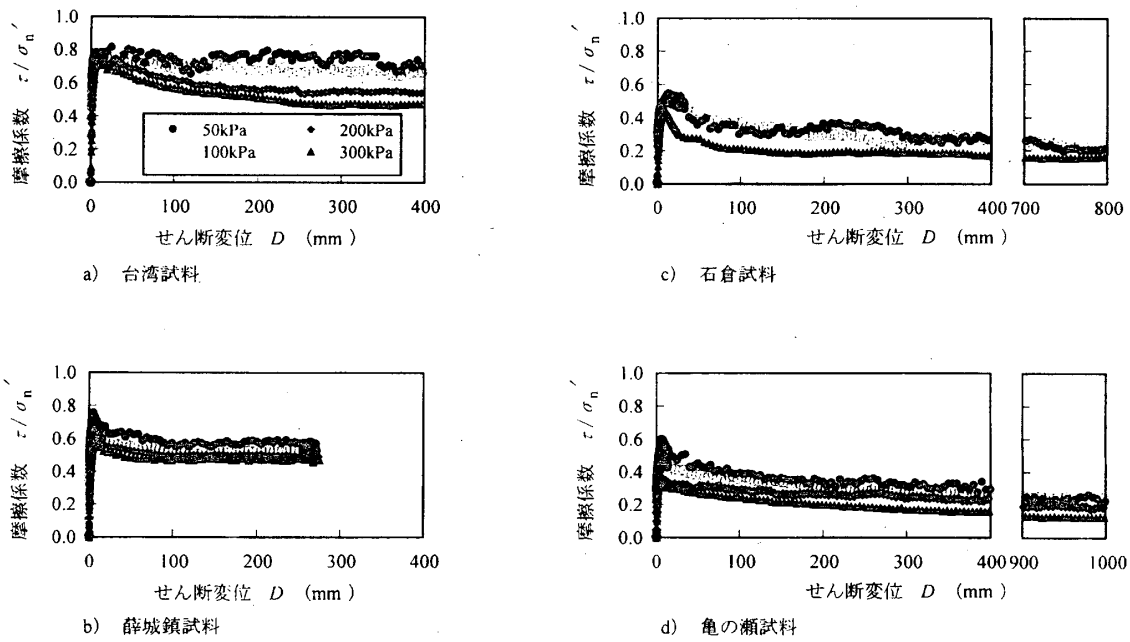 1.0
0.8
0.6
0.4
0.2
0.0
摩擦係数 τ/σn′
50kPa 200kPa
100kPa 300kPa
0 100 200 300 400
せん断変位 D (mm)
a) 台湾試料
1.0
0.8
0.6
0.4
0.2
0.0
摩擦係数 τ/σn′
0 100 200 300 400 700 800
せん断変位 D (mm)
c) 石倉試料
1.0
0.8
0.6
0.4
0.2
0.0
摩擦係数 τ/σn′
0 100 200 300 400
せん断変位 D (mm)
b) 薛城鎮試料
1.0
0.8
0.6
0.4
0.2
0.0
摩擦係数 τ/σn′
0 100 200 300 400 900 1000
せん断変位 D (mm)
d) 亀の瀬試料